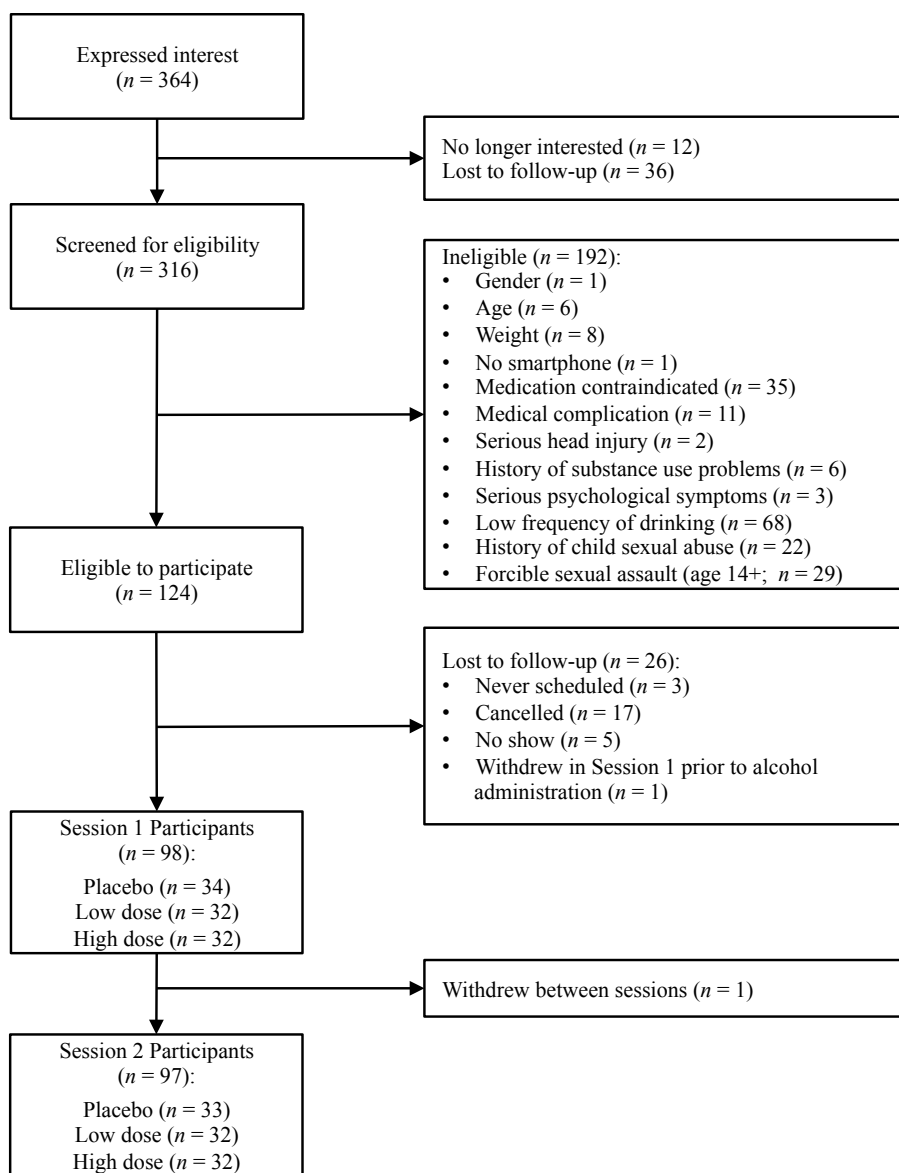 Expressed interest
(n = 364)
No longer interested (n = 12)
Lost to follow-up (n = 36)
Screened for eligibility
(n = 316)
Ineligible (n = 192):
• Gender (n = 1)
• Age (n = 6)
• Weight (n = 8)
• No smartphone (n = 1)
• Medication contraindicated (n = 35)
• Medical complication (n = 11)
• Serious head injury (n = 2)
• History of substance use problems (n = 6)
• Serious psychological symptoms (n = 3)
• Low frequency of drinking (n = 68)
• History of child sexual abuse (n = 22)
• Forcible sexual assault (age 14+; n = 29)
Eligible to participate
(n = 124)
Lost to follow-up (n = 26):
• Never scheduled (n = 3)
• Cancelled (n = 17)
• No show (n = 5)
• Withdrew in Session 1 prior to alcohol
administration (n = 1)
Session 1 Participants
(n = 98):
Placebo (n = 34)
Low dose (n = 32)
High dose (n = 32)
Withdrew between sessions (n = 1)
Session 2 Participants
(n = 97):
Placebo (n = 33)
Low dose (n = 32)
High dose (n = 32)